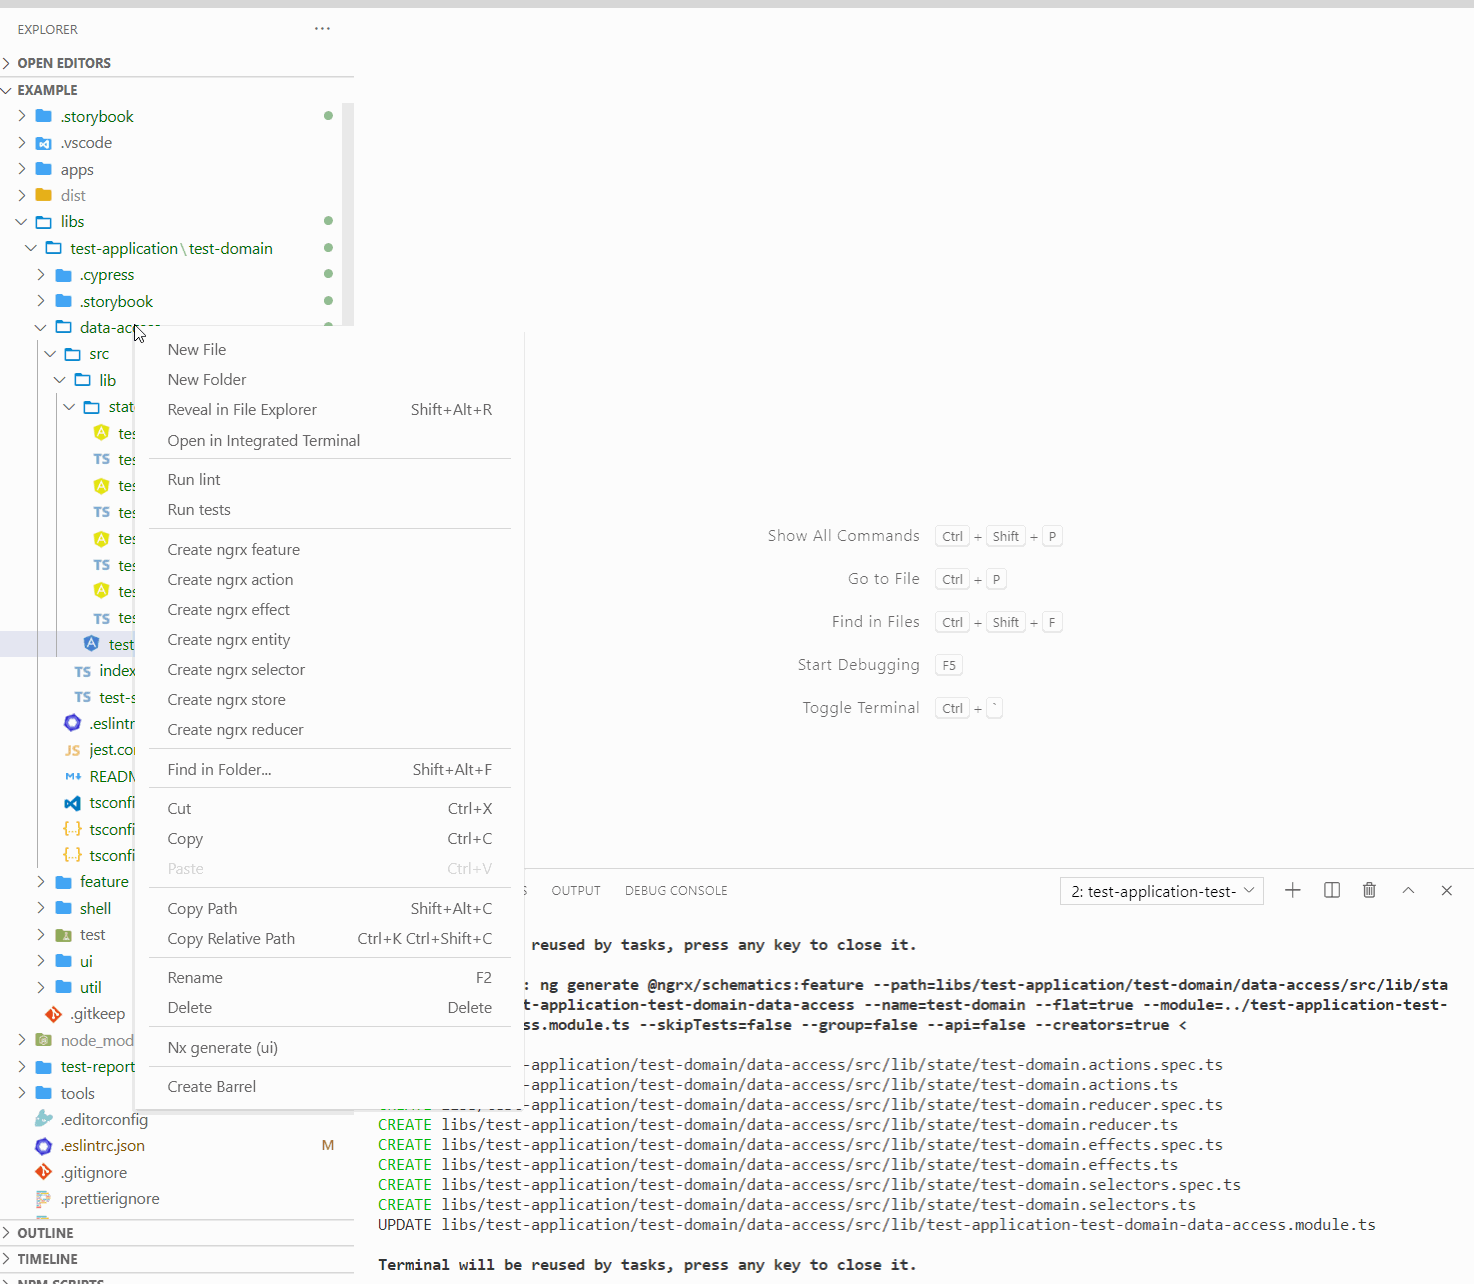 EXPLORER
OPEN EDITORS
EXAMPLE
.storybook
.vscode
apps
dist
libs
test-application\test-domain
.cypress
.storybook
data-access
src
lib
stat
tes
TS tes
tes
TS tes
tes
TS tes
tes
TS tes
test
TS index
TS test-s
.eslintr
JS jest.con
M↓ READM
tsconfi
{..} tsconfi
{..} tsconfi
feature
shell
test
ui
util
.gitkeep
node_mod
test-report
tools
.editorconfig
.eslintrc.json M
.gitignore
.prettierignore
OUTLINE
TIMELINE
NPM SCRIPTS
New File
New Folder
Reveal in File Explorer Shift+Alt+R
Open in Integrated Terminal
Run lint
Run tests
Create ngrx feature
Create ngrx action
Create ngrx effect
Create ngrx entity
Create ngrx selector
Create ngrx store
Create ngrx reducer
Find in Folder... Shift+Alt+F
Cut Ctrl+X
Copy Ctrl+C
Paste Ctrl+V
Copy Path Shift+Alt+C
Copy Relative Path Ctrl+K Ctrl+Shift+C
Rename F2
Delete Delete
Nx generate (ui)
Create Barrel
Show All Commands Ctrl + Shift + P
Go to File Ctrl + P
Find in Files Ctrl + Shift + F
Start Debugging F5
Toggle Terminal Ctrl + `
S OUTPUT DEBUG CONSOLE 2: test-application-test-
reused by tasks, press any key to close it.
: ng generate @ngrx/schematics:feature --path=libs/test-application/test-domain/data-access/src/lib/sta
t-application-test-domain-data-access --name=test-domain --flat=true --module=../test-application-test-
ss.module.ts --skipTests=false --group=false --api=false --creators=true <
-application/test-domain/data-access/src/lib/state/test-domain.actions.spec.ts
-application/test-domain/data-access/src/lib/state/test-domain.actions.ts
-application/test-domain/data-access/src/lib/state/test-domain.reducer.spec.ts
CREATE libs/test-application/test-domain/data-access/src/lib/state/test-domain.reducer.ts
CREATE libs/test-application/test-domain/data-access/src/lib/state/test-domain.effects.spec.ts
CREATE libs/test-application/test-domain/data-access/src/lib/state/test-domain.effects.ts
CREATE libs/test-application/test-domain/data-access/src/lib/state/test-domain.selectors.spec.ts
CREATE libs/test-application/test-domain/data-access/src/lib/state/test-domain.selectors.ts
UPDATE libs/test-application/test-domain/data-access/src/lib/test-application-test-domain-data-access.module.ts
Terminal will be reused by tasks, press any key to close it.